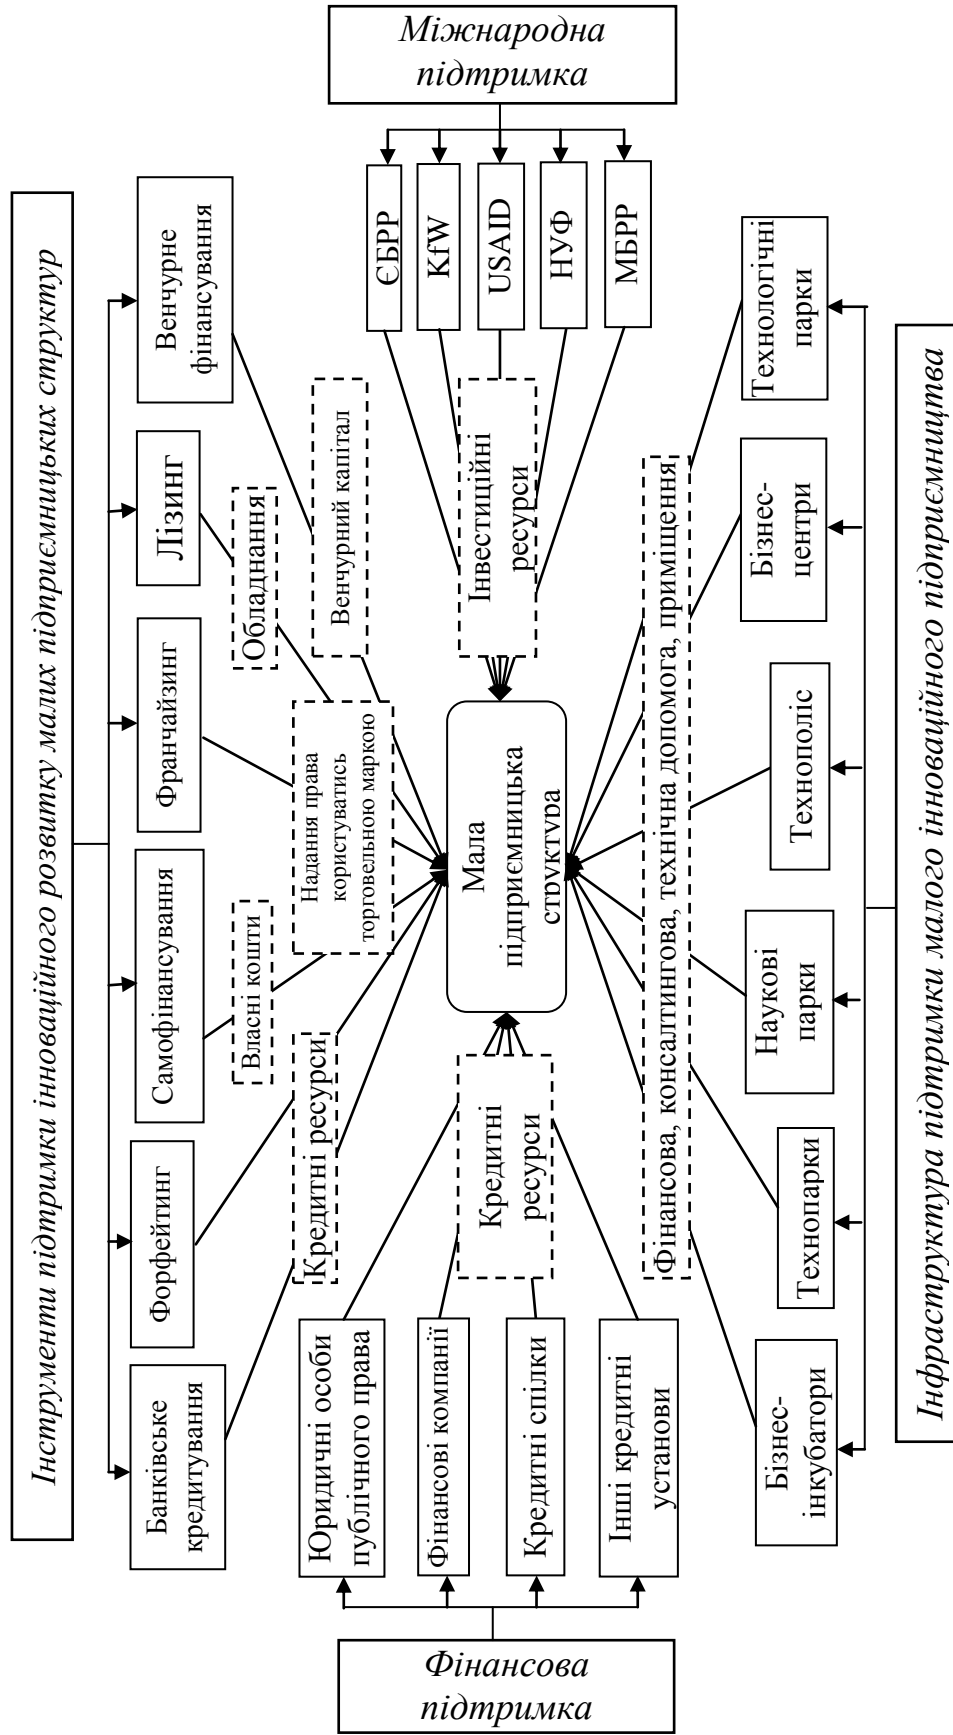 Інструменти підтримки інноваційного розвитку малих підприємницьких структур
Банківське
кредитування
Форфейтинг
Самофінансування
Франчайзинг
Лізинг
Венчурне
фінансування
Кредитні ресурси
Власні кошти
Надання права
користуватись
торговельною маркою
Обладнання
Венчурний капітал
Фінансова
підтримка
Юридичні особи
публічного права
Фінансові компанії
Кредитні спілки
Інші кредитні
установи
Кредитні
ресурси
Мала
підприємницька
структура
Інвестиційні
ресурси
ЄБРР
KfW
USAID
НУФ
МБРР
Міжнародна
підтримка
Фінансова, консалтингова, технічна допомога, приміщення
Бізнес-
інкубатори
Технопарки
Наукові
парки
Технополіс
Бізнес-
центри
Технологічні
парки
Інфраструктура підтримки малого інноваційного підприємництва